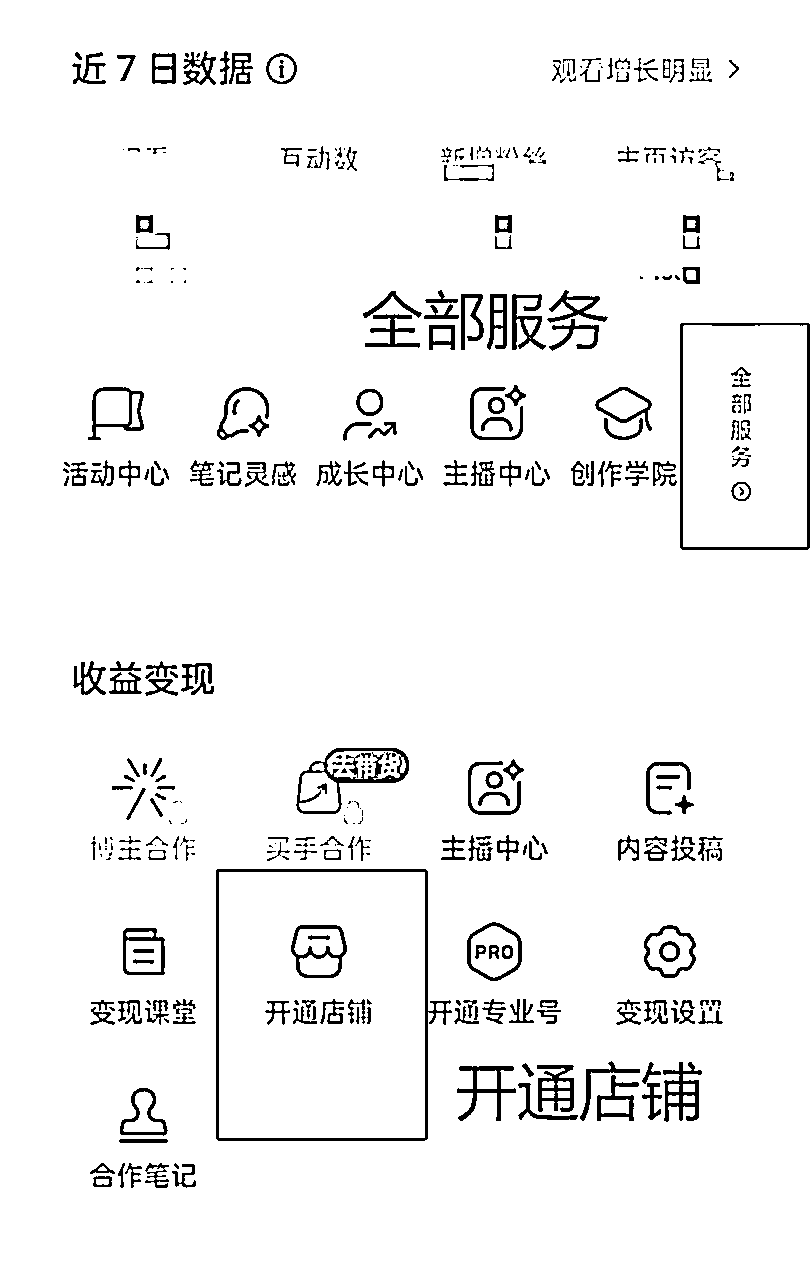 近 7 日数据
观看增长明显
互动数
新增粉丝
主页访客
全部服务
全部服务
活动中心
笔记灵感
成长中心
主播中心
创作学院
收益变现
去带货
博主合作
买手合作
主播中心
内容投稿
PRO
变现课堂
开通店铺
开通专业号
变现设置
开通店铺
合作笔记